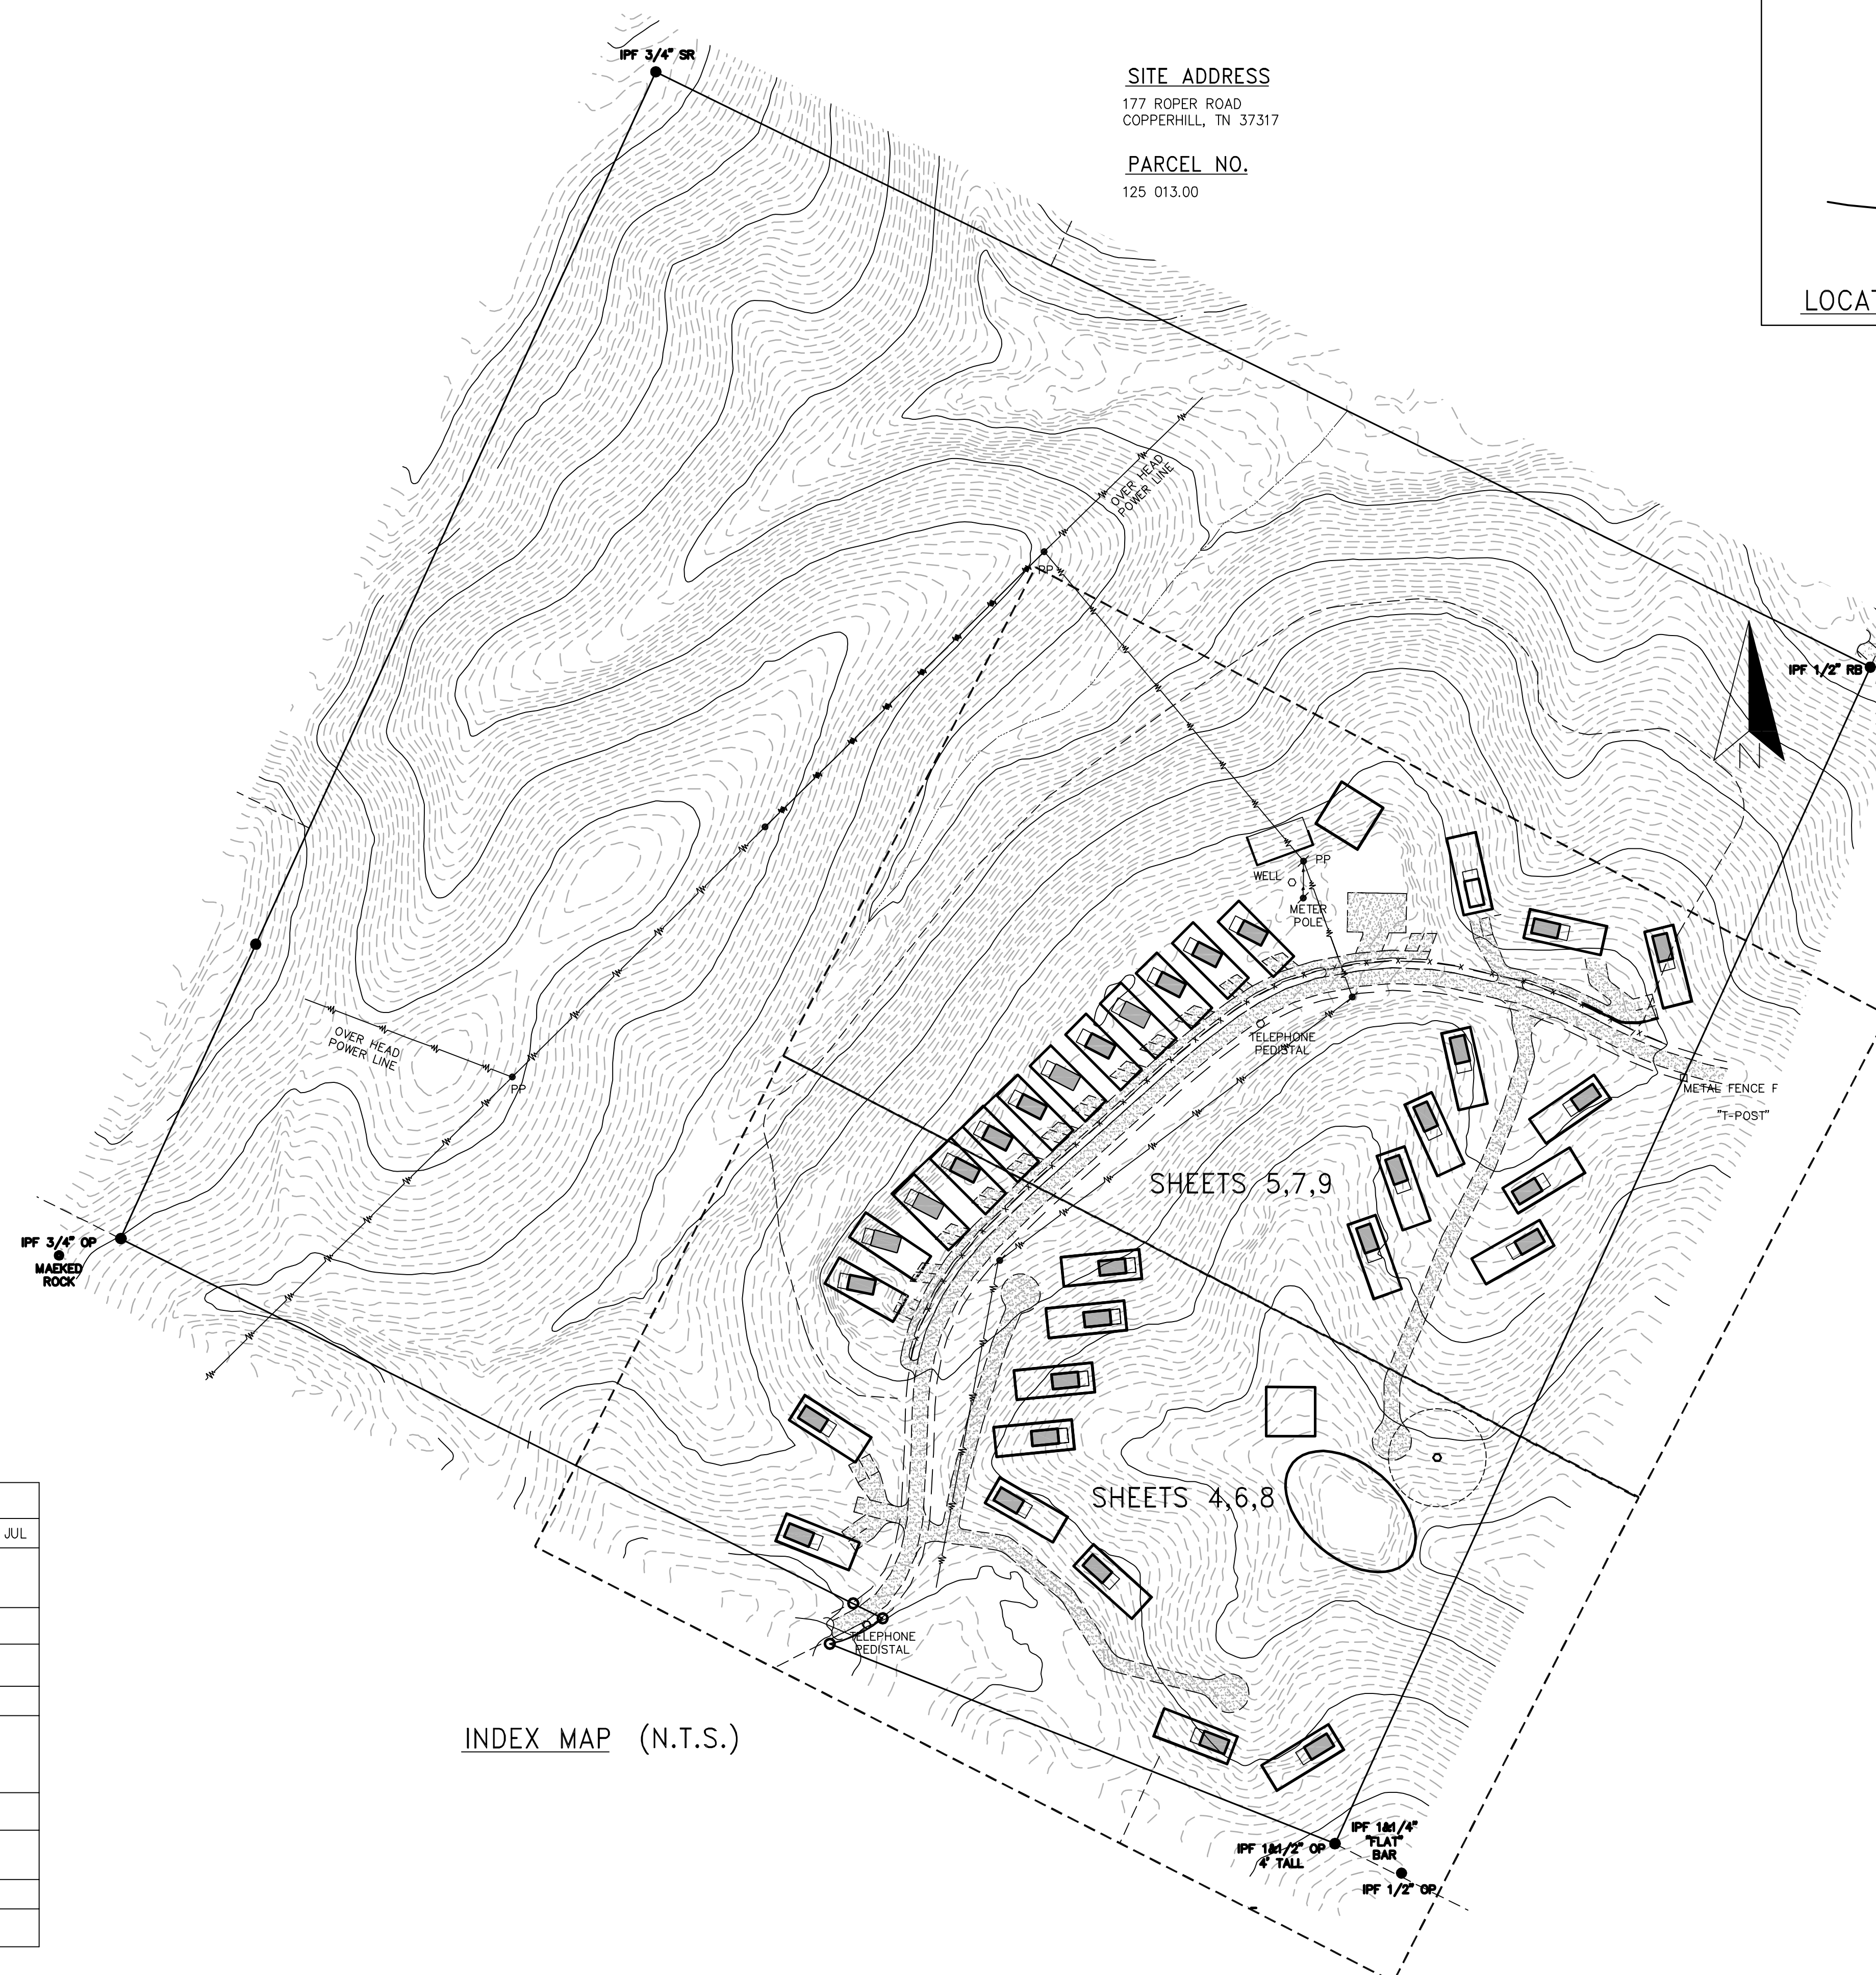 IPF 3/4" SR
SITE ADDRESS
177 ROPER ROAD
COPPERHILL, TN 37317
PARCEL NO.
125 013.00
LOCAT
OVER HEAD
POWER LINE
PP
IPF 1/2" RB
N
PP
WELL
METER
POLE
OVER HEAD
POWER LINE
PP
TELEPHONE
PEDISTAL
METAL FENCE F
"T-POST"
SHEETS 5,7,9
IPF 3/4" OP
MAEKED
ROCK
SHEETS 4,6,8
JUL
TELEPHONE
PEDISTAL
INDEX MAP (N.T.S.)
IPF 1&1/4"
"FLAT"
BAR
IPF 1&1/2" OP
4' TALL
IPF 1/2" OP